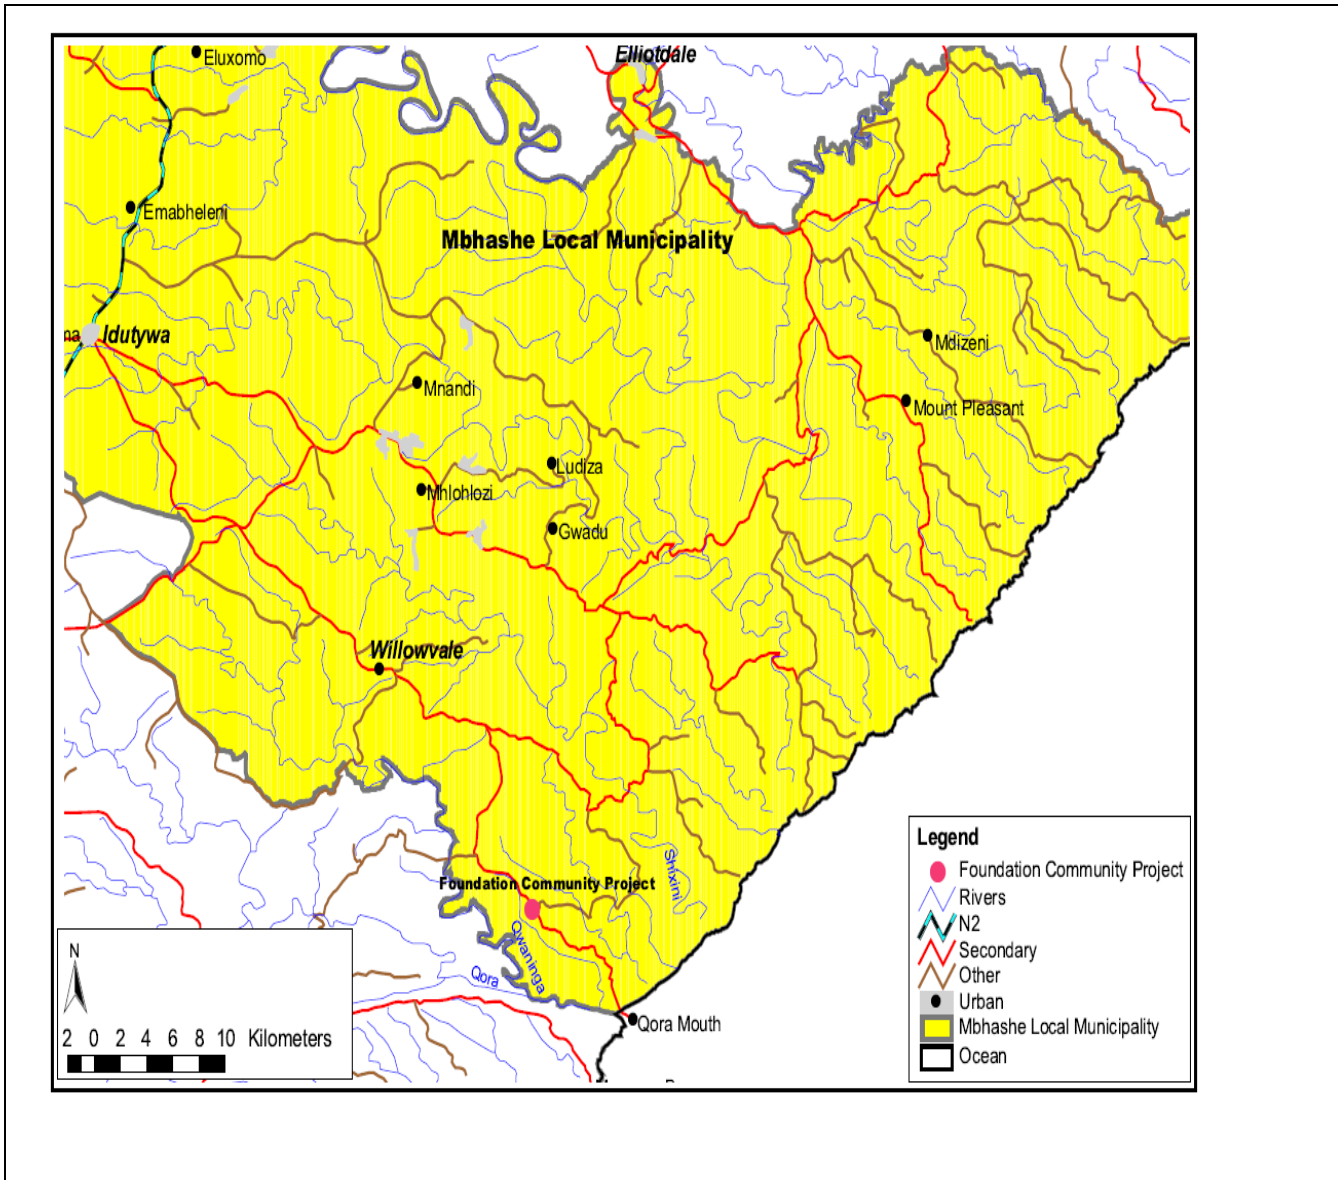 Elliotdale
Eluxomo
Emabheleni
Mbhashe Local Municipality
ma
Idutywa
Mdizeni
Mnandi
Mount Pleasant
Ludiza
Mhlohlozi
Gwadu
Willowvale
Shixini
Foundation Community Project
Qwaninga
Qora
Qora Mouth
N
2 0 2 4 6 8 10 Kilometers
Legend
Foundation Community Project
Rivers
N2
Secondary
Other
Urban
Mbhashe Local Municipality
Ocean